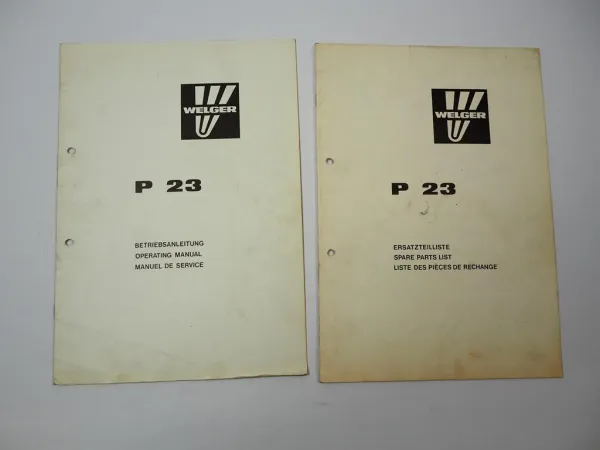 WELGER
P 23
BETRIEBSANLEITUNG
OPERATING MANUAL
MANUEL DE SERVICE
WELGER
P 23
ERSATZTEILLISTE
SPARE PARTS LIST
LISTE DES PIÈCES DE RECHANGE